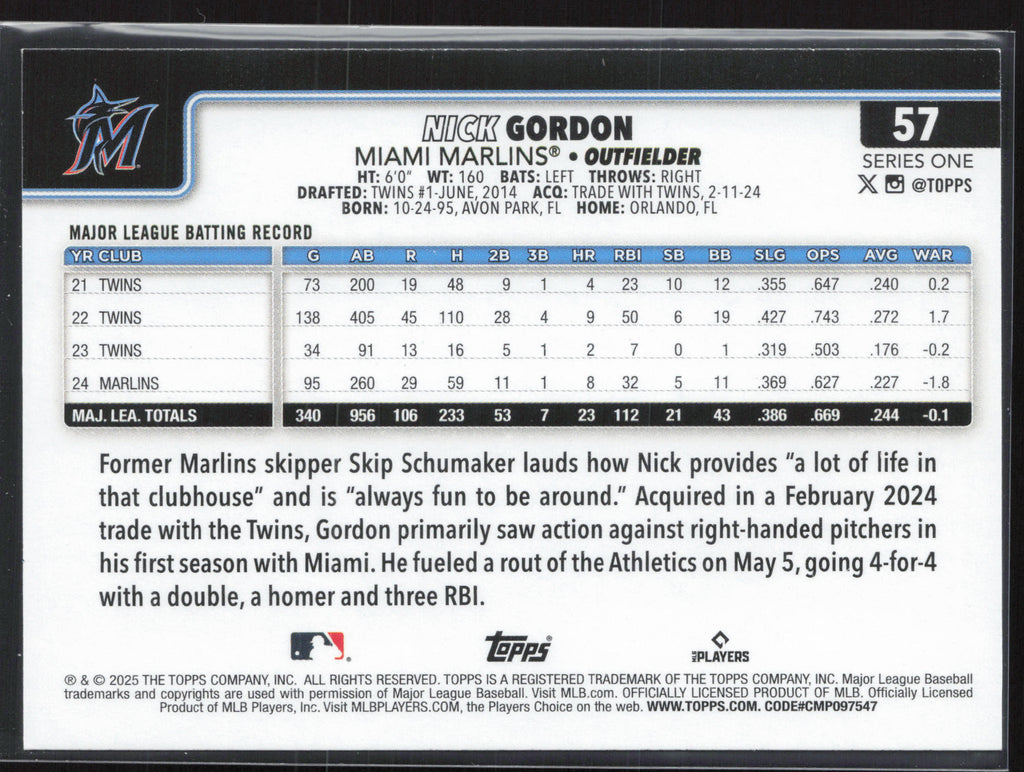 M
NICK GORDON
57
MIAMI MARLINS® • OUTFIELDER
SERIES ONE
HT: 6'0" WT: 160 BATS: LEFT THROWS: RIGHT
@TOPPS
DRAFTED: TWINS #1-JUNE, 2014 ACQ: TRADE WITH TWINS, 2-11-24
BORN: 10-24-95, AVON PARK, FL HOME: ORLANDO, FL
MAJOR LEAGUE BATTING RECORD
YR CLUB G AB R H 2B 3B HR RBI SB BB SLG OPS AVG WAR
21 TWINS 73 200 19 48 9 1 4 23 10 12 .355 .647 .240 0.2
22 TWINS 138 405 45 110 28 4 9 50 6 19 .427 .743 .272 1.7
23 TWINS 34 91 13 16 5 1 2 7 0 1 .319 .503 .176 -0.2
24 MARLINS 95 260 29 59 11 1 8 32 5 11 .369 .627 .227 -1.8
MAJ. LEA. TOTALS 340 956 106 233 53 7 23 112 21 43 .386 .669 .244 -0.1
Former Marlins skipper Skip Schumaker lauds how Nick provides “a lot of life in
that clubhouse” and is “always fun to be around.” Acquired in a February 2024
trade with the Twins, Gordon primarily saw action against right-handed pitchers in
his first season with Miami. He fueled a rout of the Athletics on May 5, going 4-for-4
with a double, a homer and three RBI.
Topps®
MLB PLAYERS
® & © 2025 THE TOPPS COMPANY, INC. ALL RIGHTS RESERVED. TOPPS IS A REGISTERED TRADEMARK OF THE TOPPS COMPANY, INC. Major League Baseball
trademarks and copyrights are used with permission of Major League Baseball. Visit MLB.com. OFFICIALLY LICENSED PRODUCT OF MLB. Officially Licensed
Product of MLB Players, Inc. Visit MLBPLAYERS.COM, the Players Choice on the web. WWW.TOPPS.COM. CODE#CMP097547